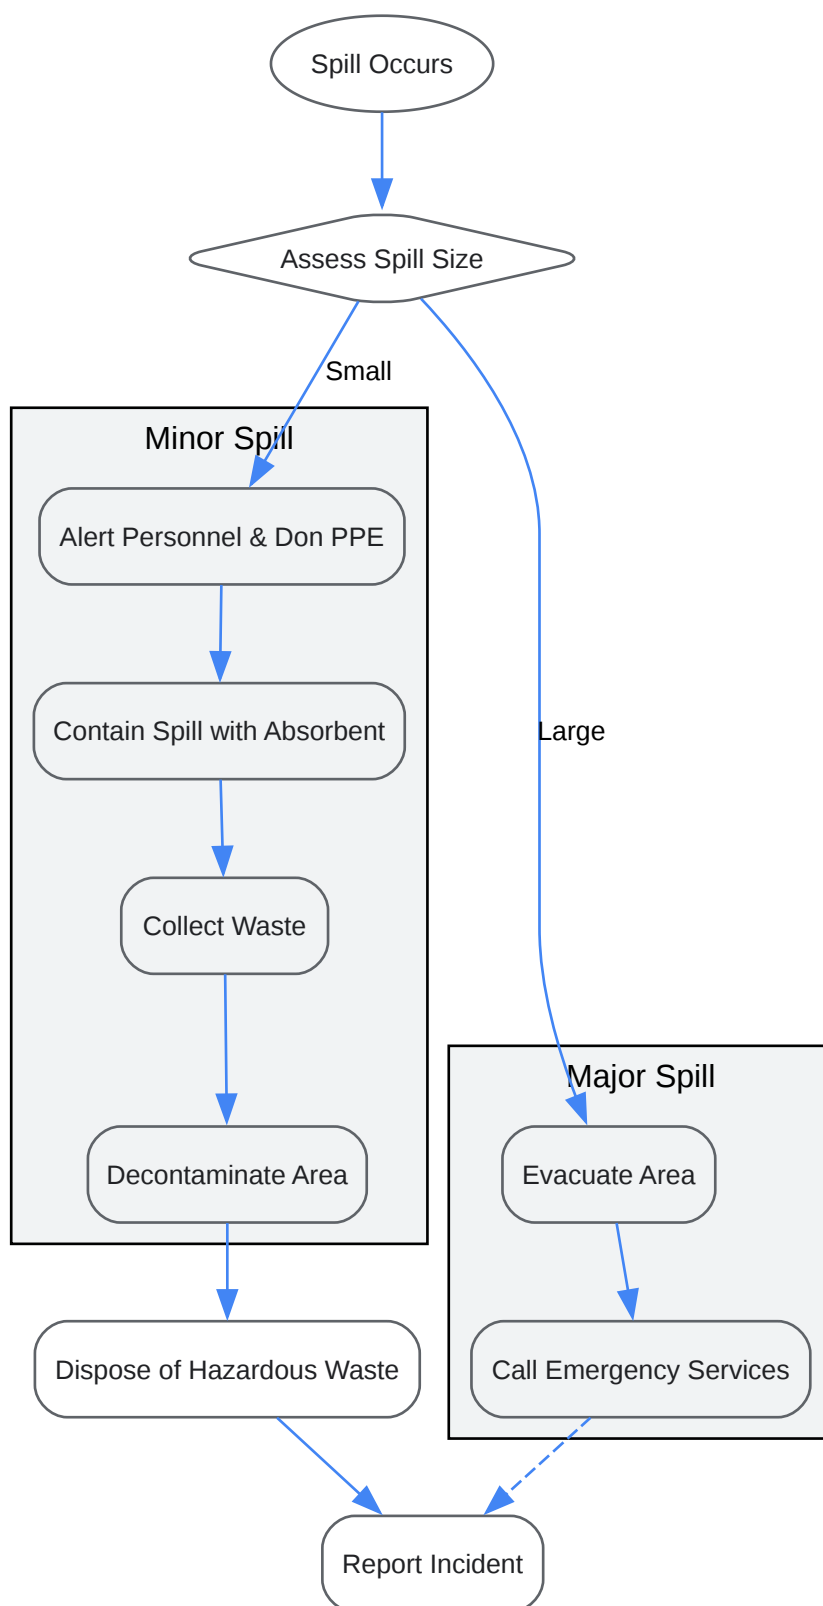 Spill Occurs
Assess Spill Size
Small
Minor Spill
Alert Personnel & Don PPE
Contain Spill with Absorbent
Large
Collect Waste
Major Spill
Decontaminate Area
Evacuate Area
Dispose of Hazardous Waste
Call Emergency Services
Report Incident